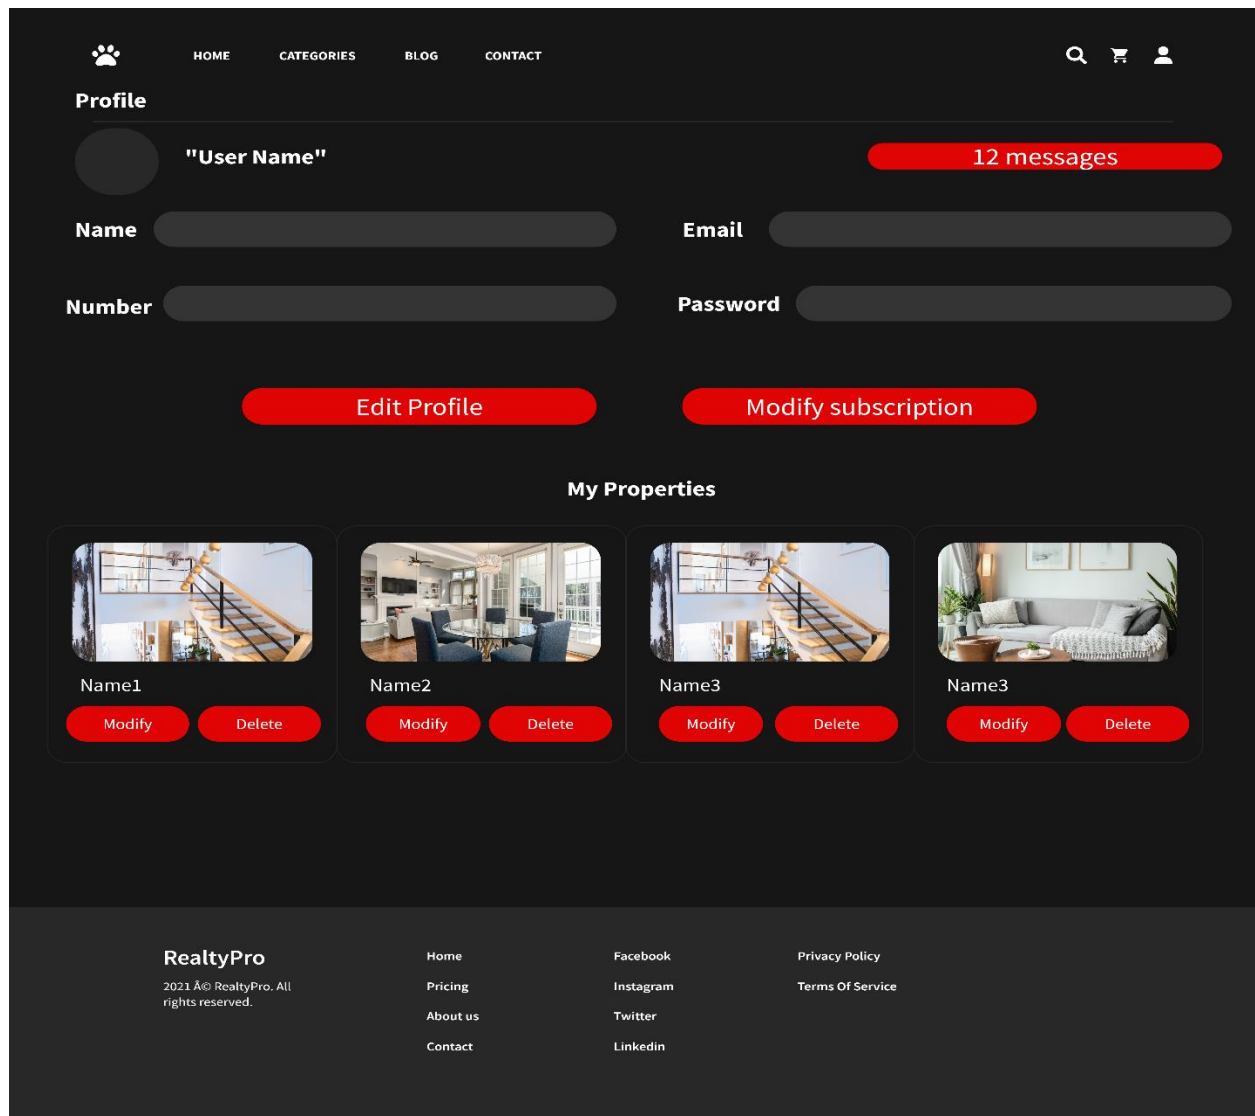 HOME CATEGORIES BLOG CONTACT
Profile
"User Name"
12 messages
Name
Email
Number
Password
Edit Profile
Modify subscription
My Properties
Name1
Name2
Name3
Name3
Modify Delete
Modify Delete
Modify Delete
Modify Delete
RealtyPro
2021 Â© RealtyPro. All
rights reserved.
Home
Pricing
About us
Contact
Facebook
Instagram
Twitter
Linkedin
Privacy Policy
Terms Of Service